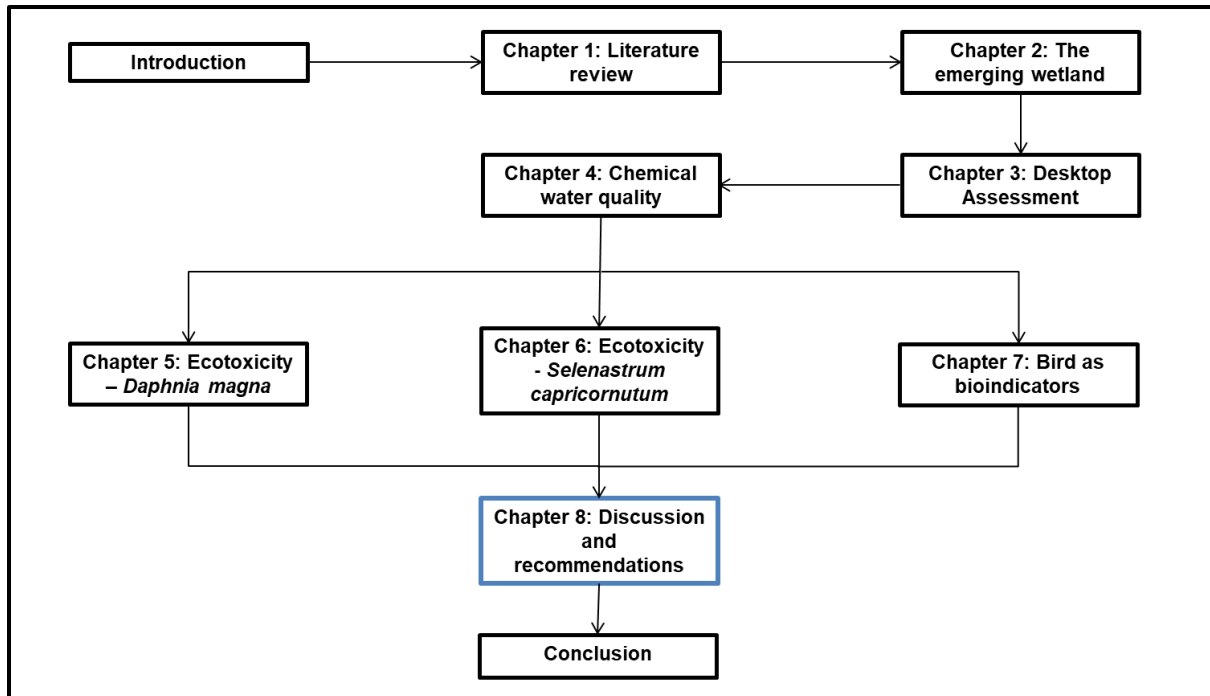 Introduction
Chapter 1: Literature
review
Chapter 2: The
emerging wetland
Chapter 4: Chemical
water quality
Chapter 3: Desktop
Assessment
Chapter 5: Ecotoxicity
– Daphnia magna
Chapter 6: Ecotoxicity
- Selenastrum
capricornutum
Chapter 7: Bird as
bioindicators
Chapter 8: Discussion
and
recommendations
Conclusion